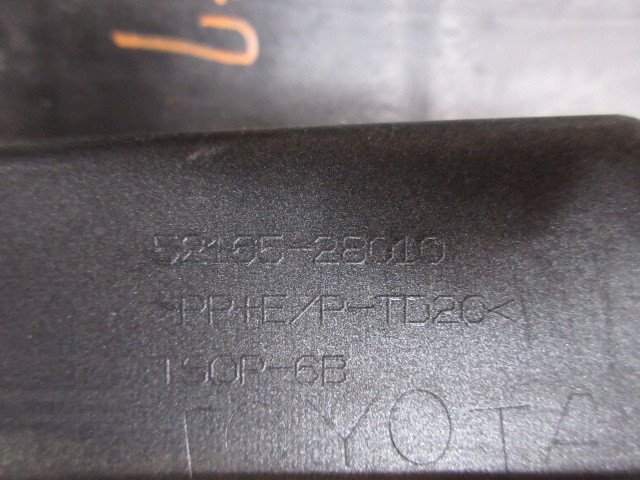 52165-28010
>PP+E/P-TD20<
TSOP-6B
TOYOTA